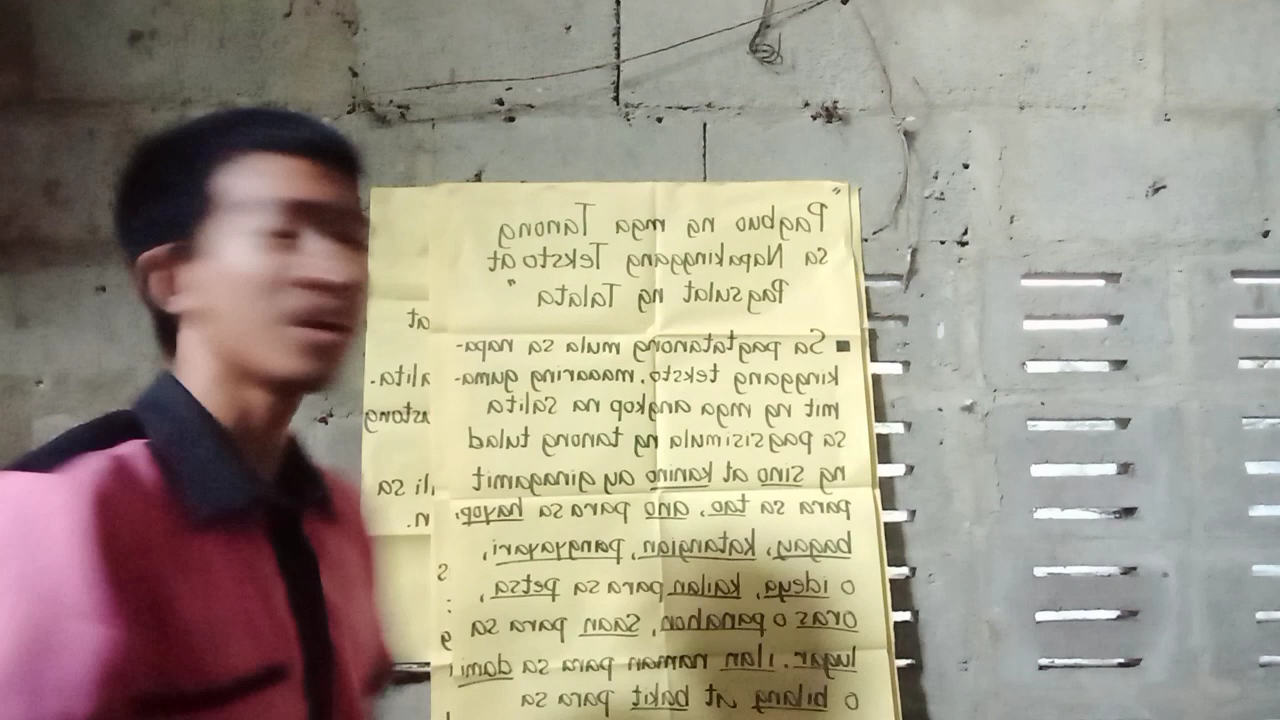 "Pagbuo ng mga Tanong
sa Napakinggang Teksto at
Pagsulat ng Talata"
Sa pagtatanong mula sa napa-
kinggang teksto, maaaring guma-
mit ng mga angkop na salita
sa pagsisimula ng tanong tulad
ng sino at kanino ay ginagamit
para sa tao, ano para sa hayop,
bagay, katangian, pangyayari,
o ideya, kailan para sa petsa,
oras o panahon, saan para sa
lugar. ilan naman para sa dami
o bilang at bakit para sa
at
sa